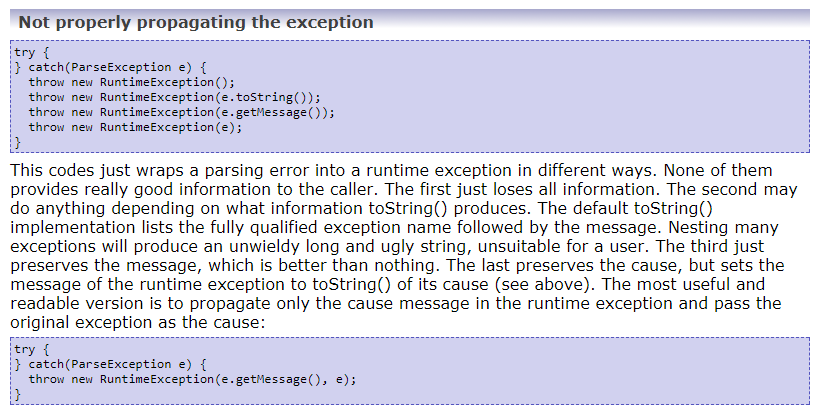 Not properly propagating the exception
try {
} catch(ParseException e) {
  throw new RuntimeException();
  throw new RuntimeException(e.toString());
  throw new RuntimeException(e.getMessage());
  throw new RuntimeException(e);
}
This codes just wraps a parsing error into a runtime exception in different ways. None of them
provides really good information to the caller. The first just loses all information. The second may
do anything depending on what information toString() produces. The default toString()
implementation lists the fully qualified exception name followed by the message. Nesting many
exceptions will produce an unwieldy long and ugly string, unsuitable for a user. The third just
preserves the message, which is better than nothing. The last preserves the cause, but sets the
message of the runtime exception to toString() of its cause (see above). The most useful and
readable version is to propagate only the cause message in the runtime exception and pass the
original exception as the cause:
try {
} catch(ParseException e) {
  throw new RuntimeException(e.getMessage(), e);
}